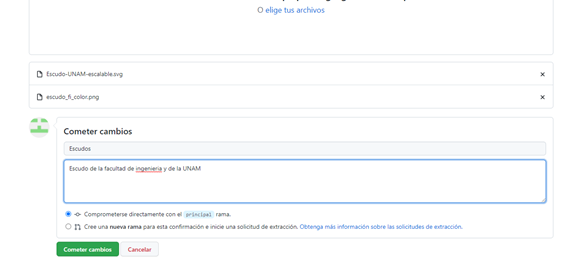 O elige tus archivos
Escudo-UNAM-escalable.svg
escudo_fi_color.png
Cometer cambios
Escudos
Escudo de la facultad de ingenieria y de la UNAM
Comprometerse directamente con el principal rama.
Cree una nueva rama para esta confirmación e inicie una solicitud de extracción. Obtenga más información sobre las solicitudes de extracción.
Cometer cambios Cancelar